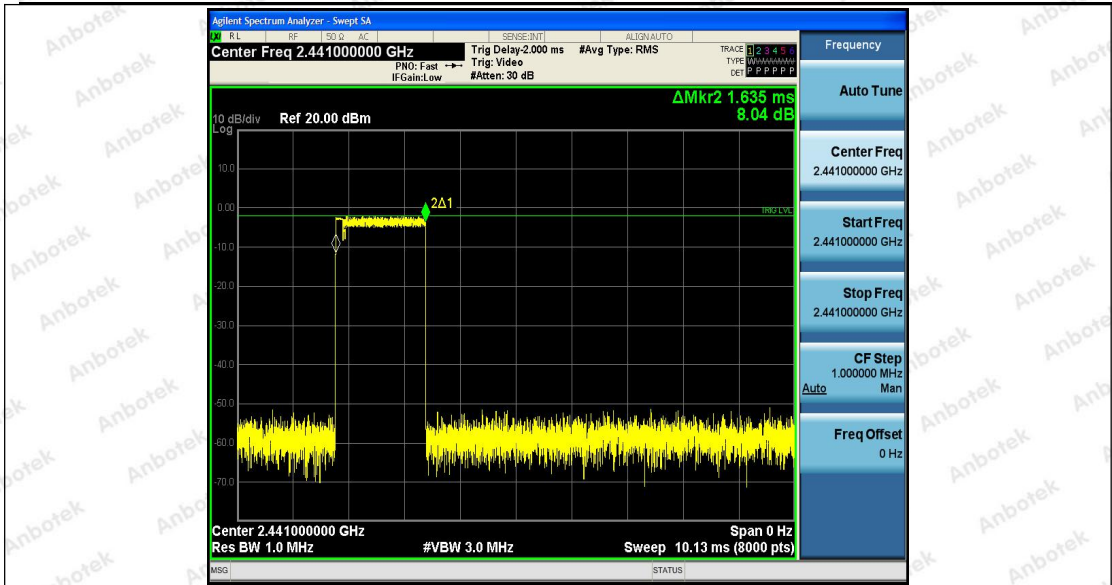 Agilent Spectrum Analyzer - Swept SA
RL RF 50 Ω AC SENSE:INT ALIGN AUTO
Center Freq 2.441000000 GHz
PNO: Fast
IFGain:Low
Trig Delay-2.000 ms
Trig: Video
#Atten: 30 dB
#Avg Type: RMS
TRACE 1 2 3 4 5 6
TYPE
DET P P P P P P
ΔMkr2 1.635 ms
8.04 dB
10 dB/div Ref 20.00 dBm
Log
10.0
0.00
-10.0
-20.0
-30.0
-40.0
-50.0
-60.0
-70.0
2Δ1
TRIG LVL
Center 2.441000000 GHz Span 0 Hz
Res BW 1.0 MHz #VBW 3.0 MHz Sweep 10.13 ms (8000 pts)
MSG STATUS
Frequency
Auto Tune
Center Freq
2.441000000 GHz
Start Freq
2.441000000 GHz
Stop Freq
2.441000000 GHz
CF Step
1.000000 MHz
Auto Man
Freq Offset
0 Hz
Anbotek